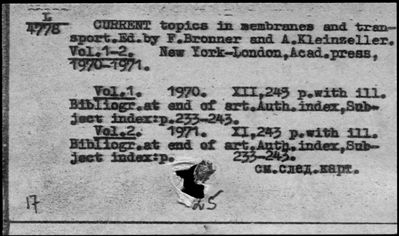 L
4778
CURRENT topics in membranes and tran-
sport.Ed.by F.Bronner and A.Kleinzeller.
Vol.1-2. New York-London,Acad.press,
1970-1971.
Vol.1. 1970. XII,243 p.with ill.
Bibliogr.at end of art.Auth.index,Sub-
ject index:p.233-243.
Vol.2. 1971. XI,243 p.with ill.
Bibliogr.at end of art.Auth.index,Sub-
ject index:p. 233-243.
см.след.карт.
17
25